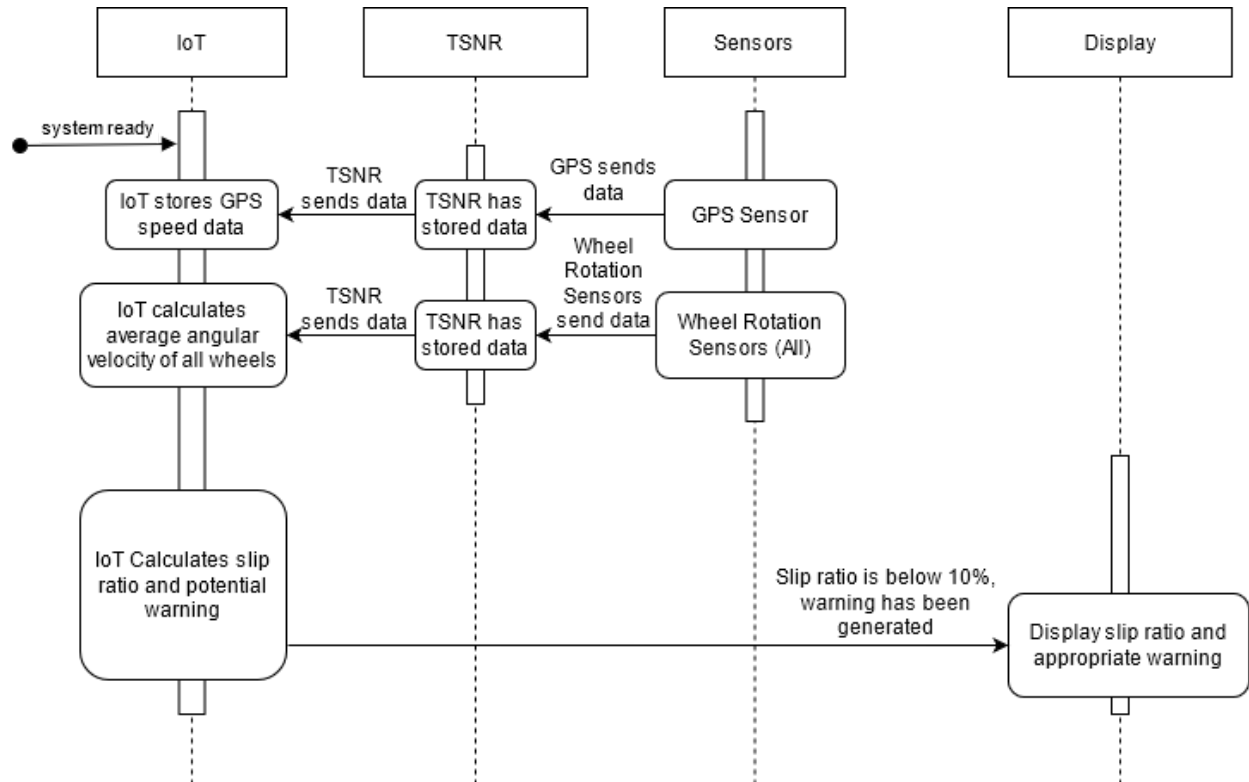 IoT
TSNR
Sensors
Display
system ready
IoT stores GPS
speed data
TSNR
sends data
TSNR has
stored data
GPS sends
data
GPS Sensor
IoT calculates
average angular
velocity of all wheels
TSNR
sends data
TSNR has
stored data
Wheel
Rotation
Sensors
send data
Wheel Rotation
Sensors (All)
IoT Calculates slip
ratio and potential
warning
Slip ratio is below 10%,
warning has been
generated
Display slip ratio and
appropriate warning